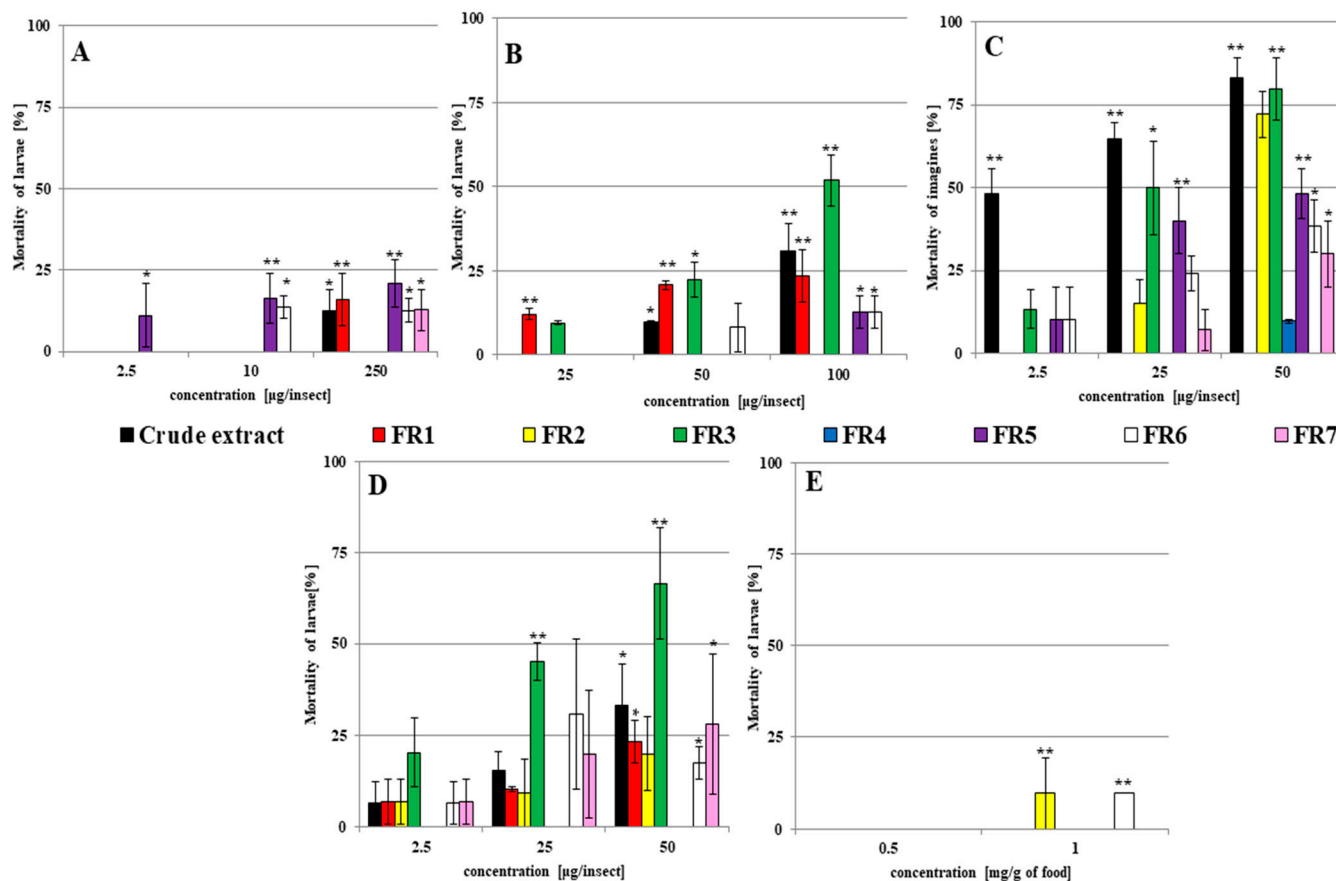 A
Mortality of larvae [%]
100
75
50
25
0
* ** * * ** ** * *
2.5 10 250
concentration [µg/insect]
B
Mortality of larvae [%]
100
75
50
25
0
** * ** * ** ** ** * *
25 50 100
concentration [µg/insect]
C
Mortality of imagines [%]
100
75
50
25
0
** ** * ** ** ** ** * *
2.5 25 50
concentration [µg/insect]
Crude extract FR1 FR2 FR3 FR4 FR5 FR6 FR7
D
Mortality of larvae[%]
100
75
50
25
0
** * * ** * *
2.5 25 50
concentration [µg/insect]
E
Mortality of larvae [%]
100
75
50
25
0
** **
0.5 1
concentration [mg/g of food]